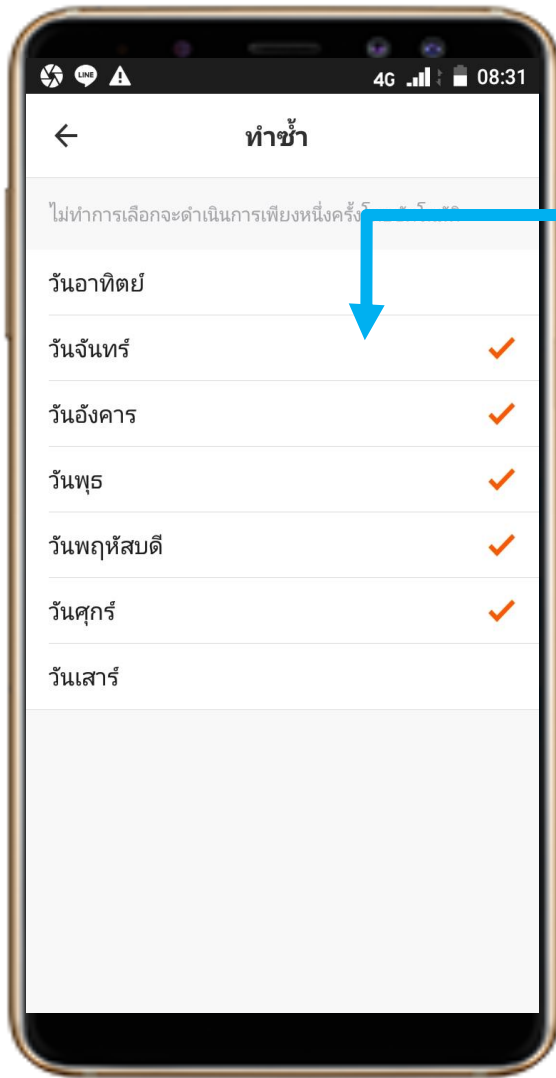 LINE 4G 08:31
ทำซ้ำ
ไม่ทำการเลือกจะดำเนินการเพียงหนึ่งครั้ง
วันอาทิตย์
วันจันทร์
วันอังคาร
วันพุธ
วันพฤหัสบดี
วันศุกร์
วันเสาร์